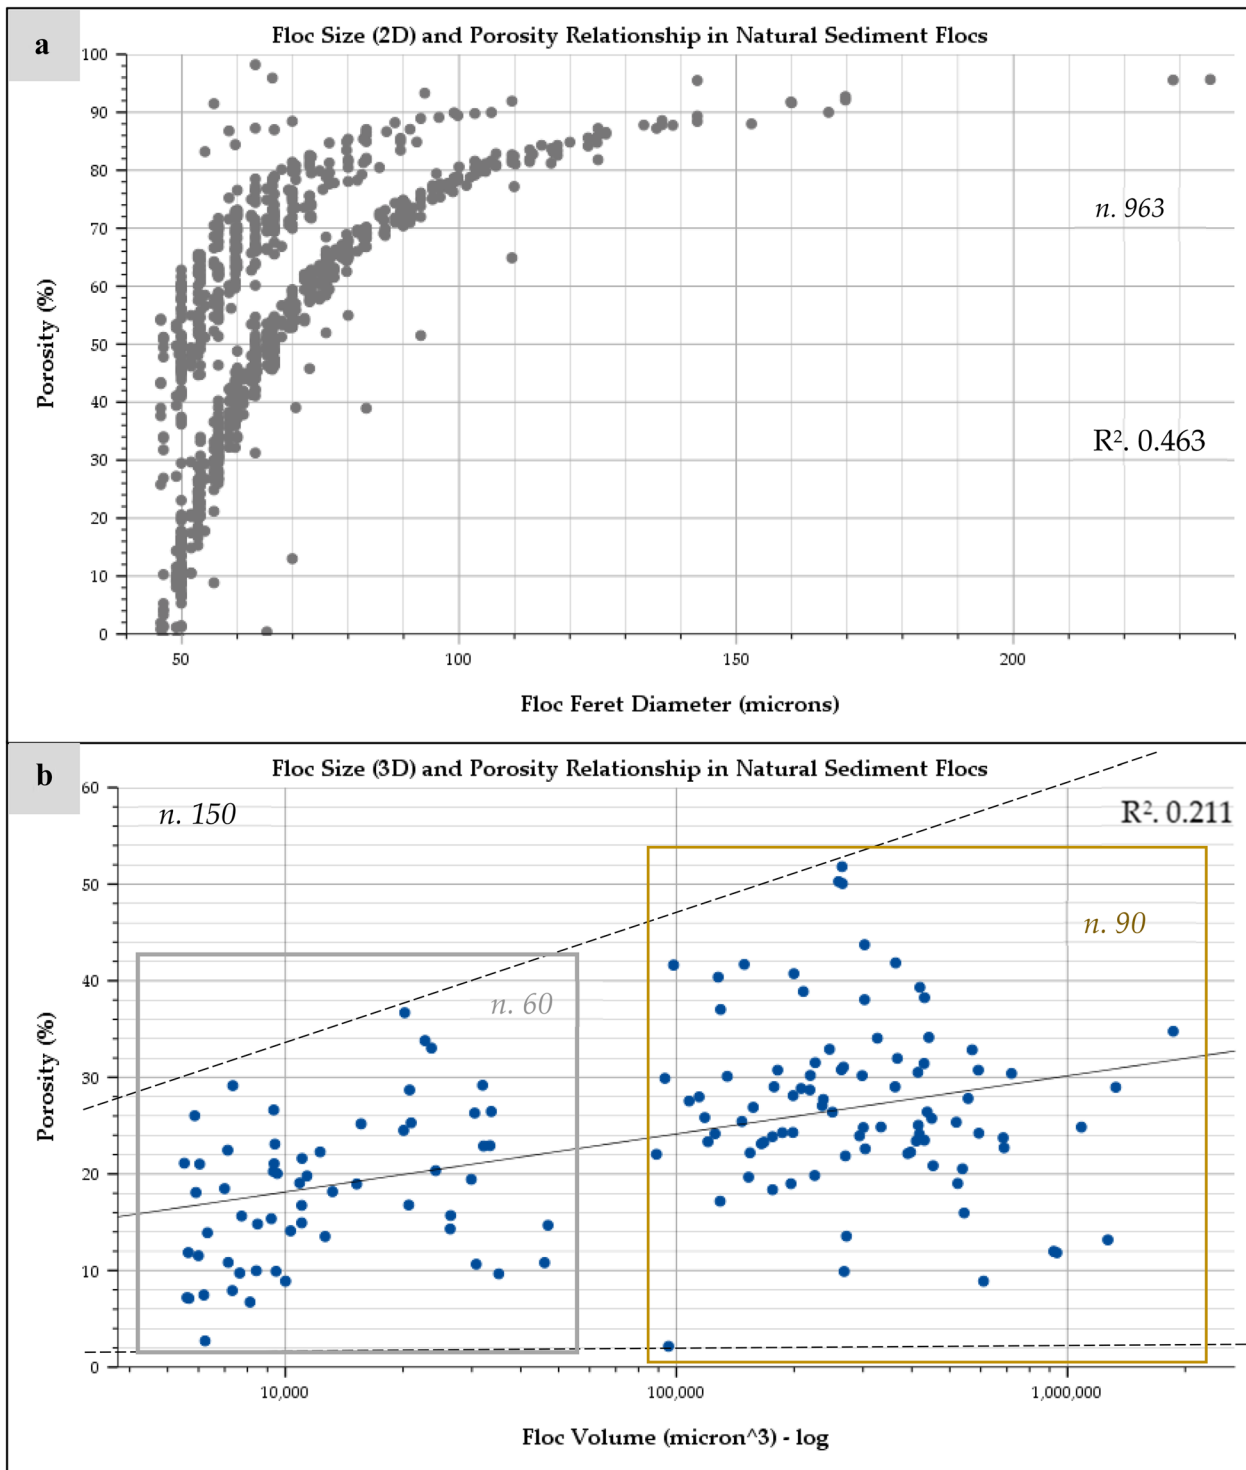 a
Floc Size (2D) and Porosity Relationship in Natural Sediment Flocs
100
90
80
70
60
50
40
30
20
10
0
Porosity (%)
n. 963
R². 0.463
50
100
150
200
Floc Feret Diameter (microns)
b
Floc Size (3D) and Porosity Relationship in Natural Sediment Flocs
60
50
40
30
20
10
0
Porosity (%)
n. 150
R². 0.211
n. 90
n. 60
10,000
100,000
1,000,000
Floc Volume (micron^3) - log